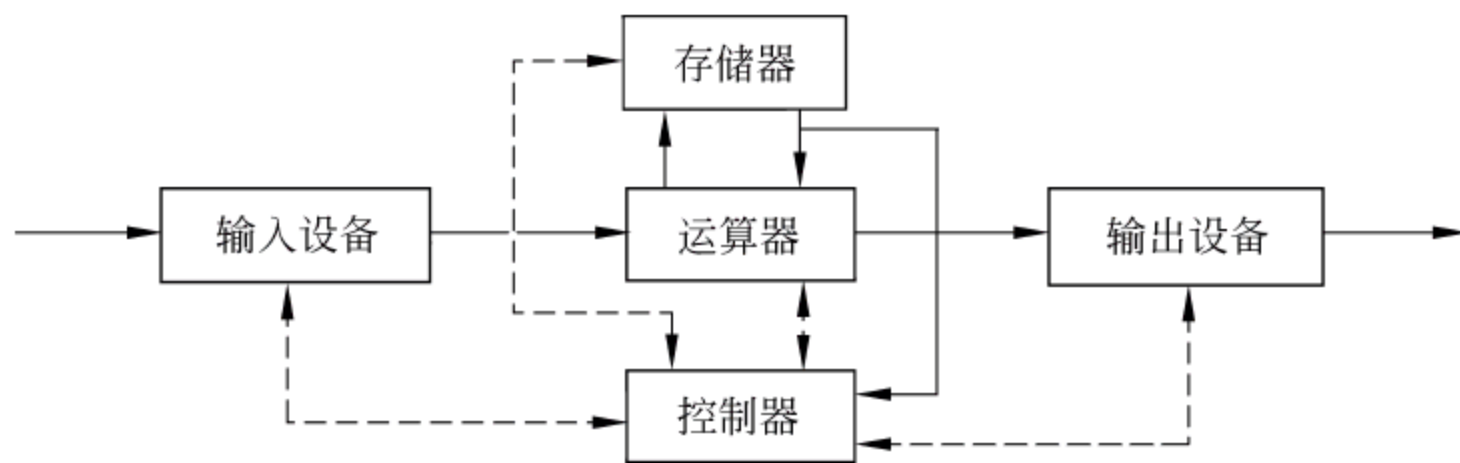 存储器
输入设备
运算器
输出设备
控制器